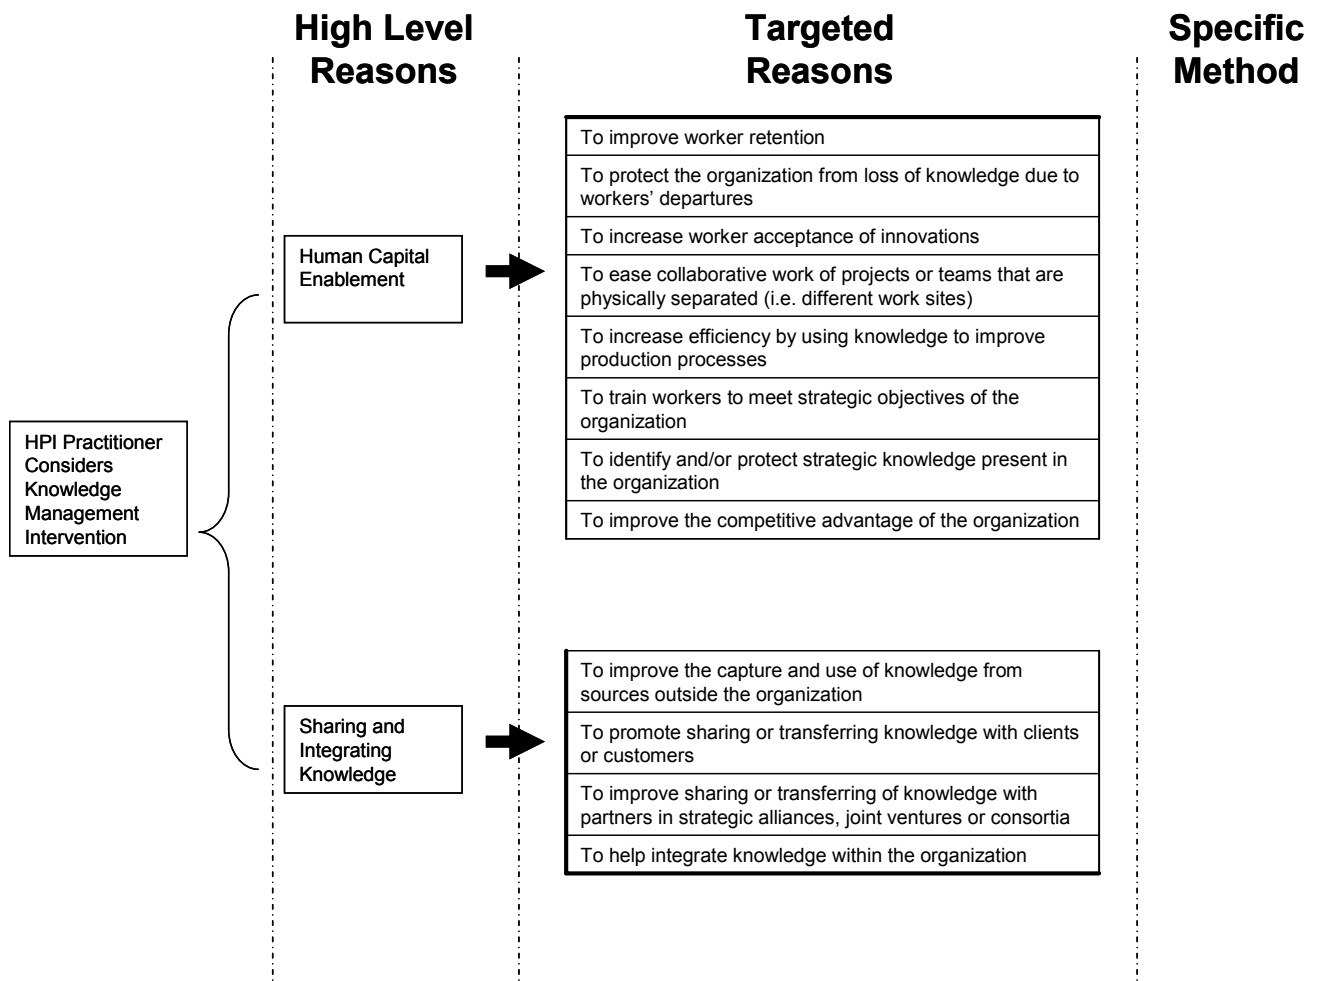 High Level
Reasons
Targeted
Reasons
Specific
Method
HPI Practitioner
Considers
Knowledge
Management
Intervention
Human Capital
Enablement
To improve worker retention
To protect the organization from loss of knowledge due to
workers' departures
To increase worker acceptance of innovations
To ease collaborative work of projects or teams that are
physically separated (i.e. different work sites)
To increase efficiency by using knowledge to improve
production processes
To train workers to meet strategic objectives of the
organization
To identify and/or protect strategic knowledge present in
the organization
To improve the competitive advantage of the organization
Sharing and
Integrating
Knowledge
To improve the capture and use of knowledge from
sources outside the organization
To promote sharing or transferring knowledge with clients
or customers
To improve sharing or transferring of knowledge with
partners in strategic alliances, joint ventures or consortia
To help integrate knowledge within the organization